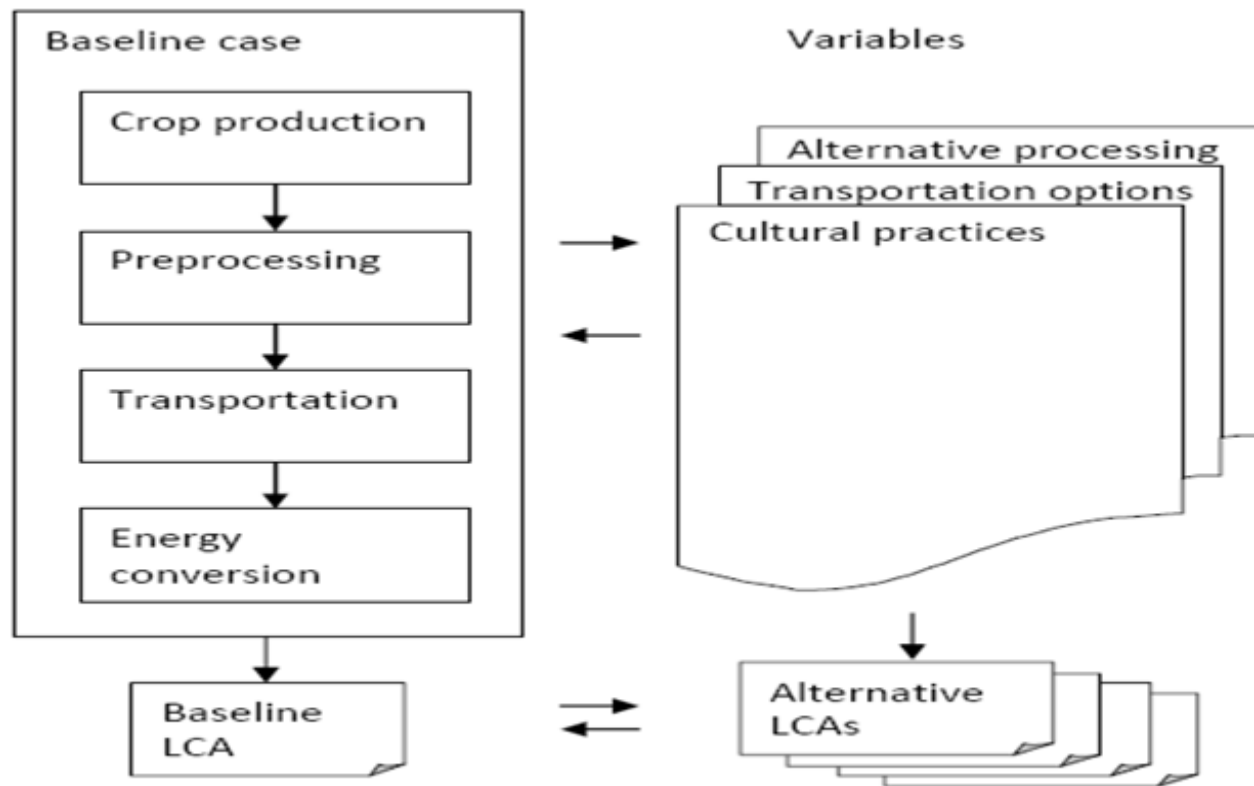 Baseline case
Crop production
Preprocessing
Transportation
Energy
conversion
Baseline
LCA
Variables
Alternative processing
Transportation options
Cultural practices
Alternative
LCAs